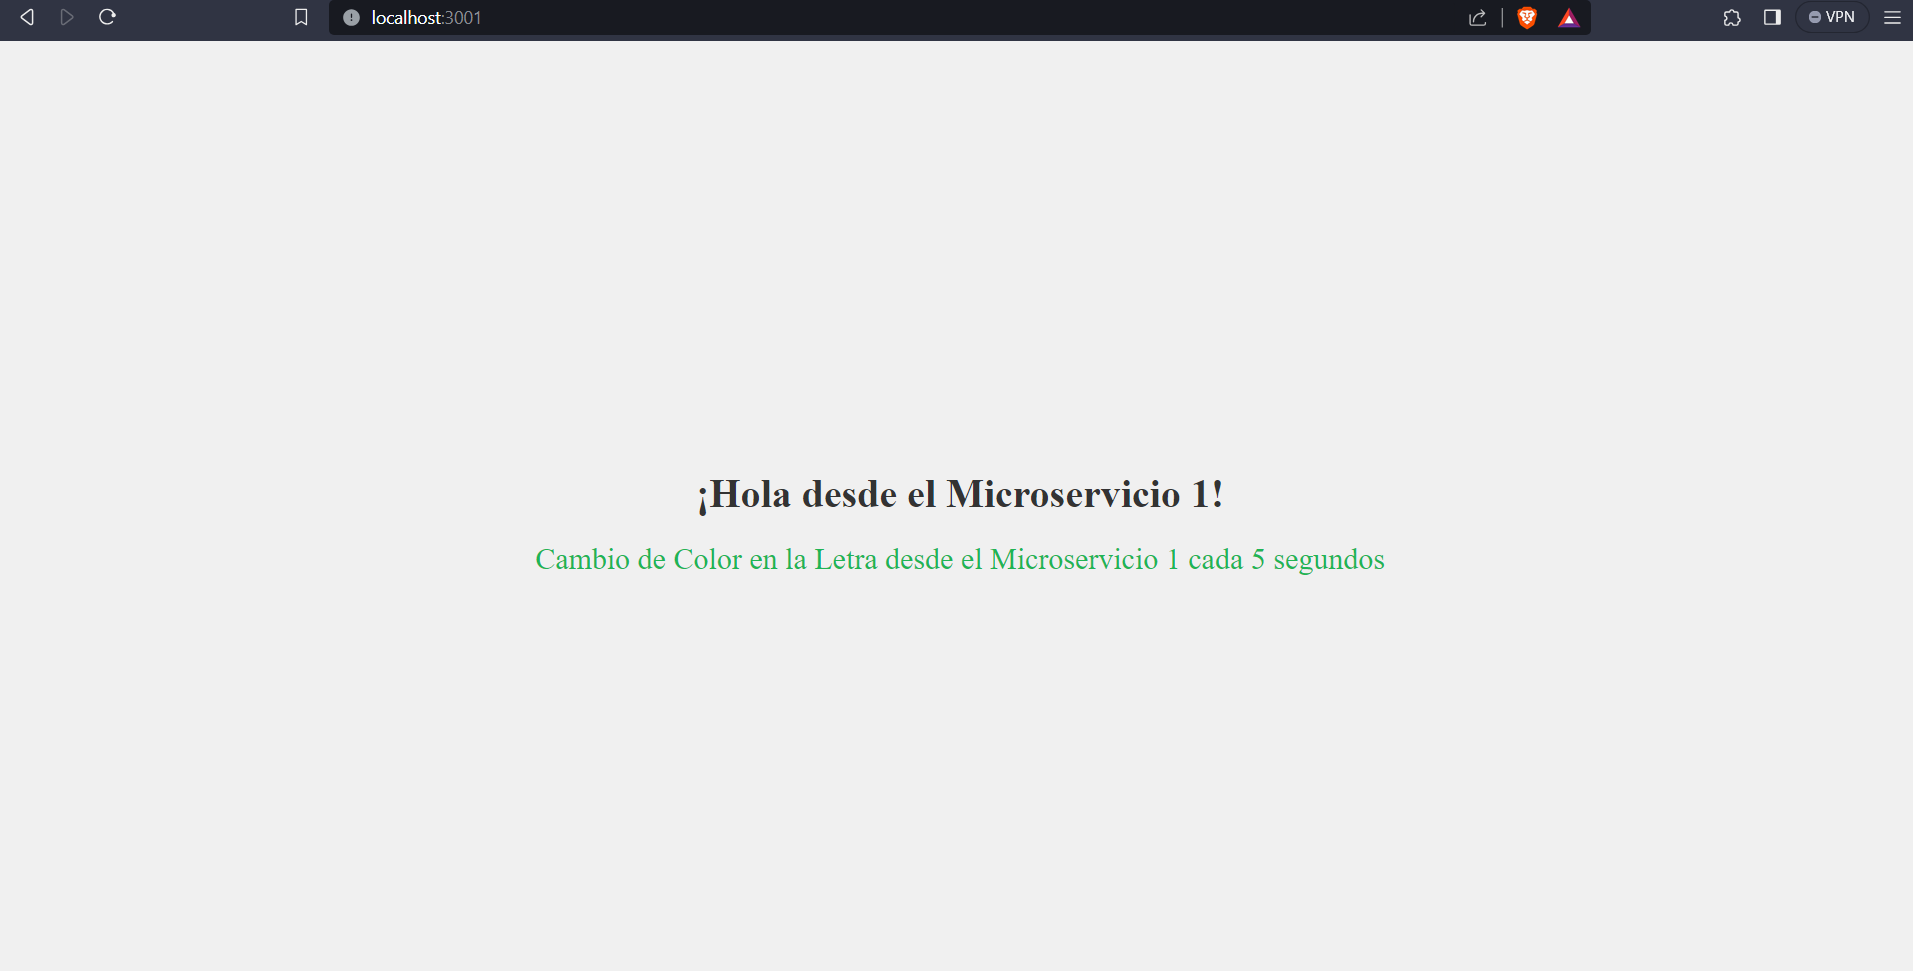 localhost:3001
VPN
¡Hola desde el Microservicio 1!
Cambio de Color en la Letra desde el Microservicio 1 cada 5 segundos